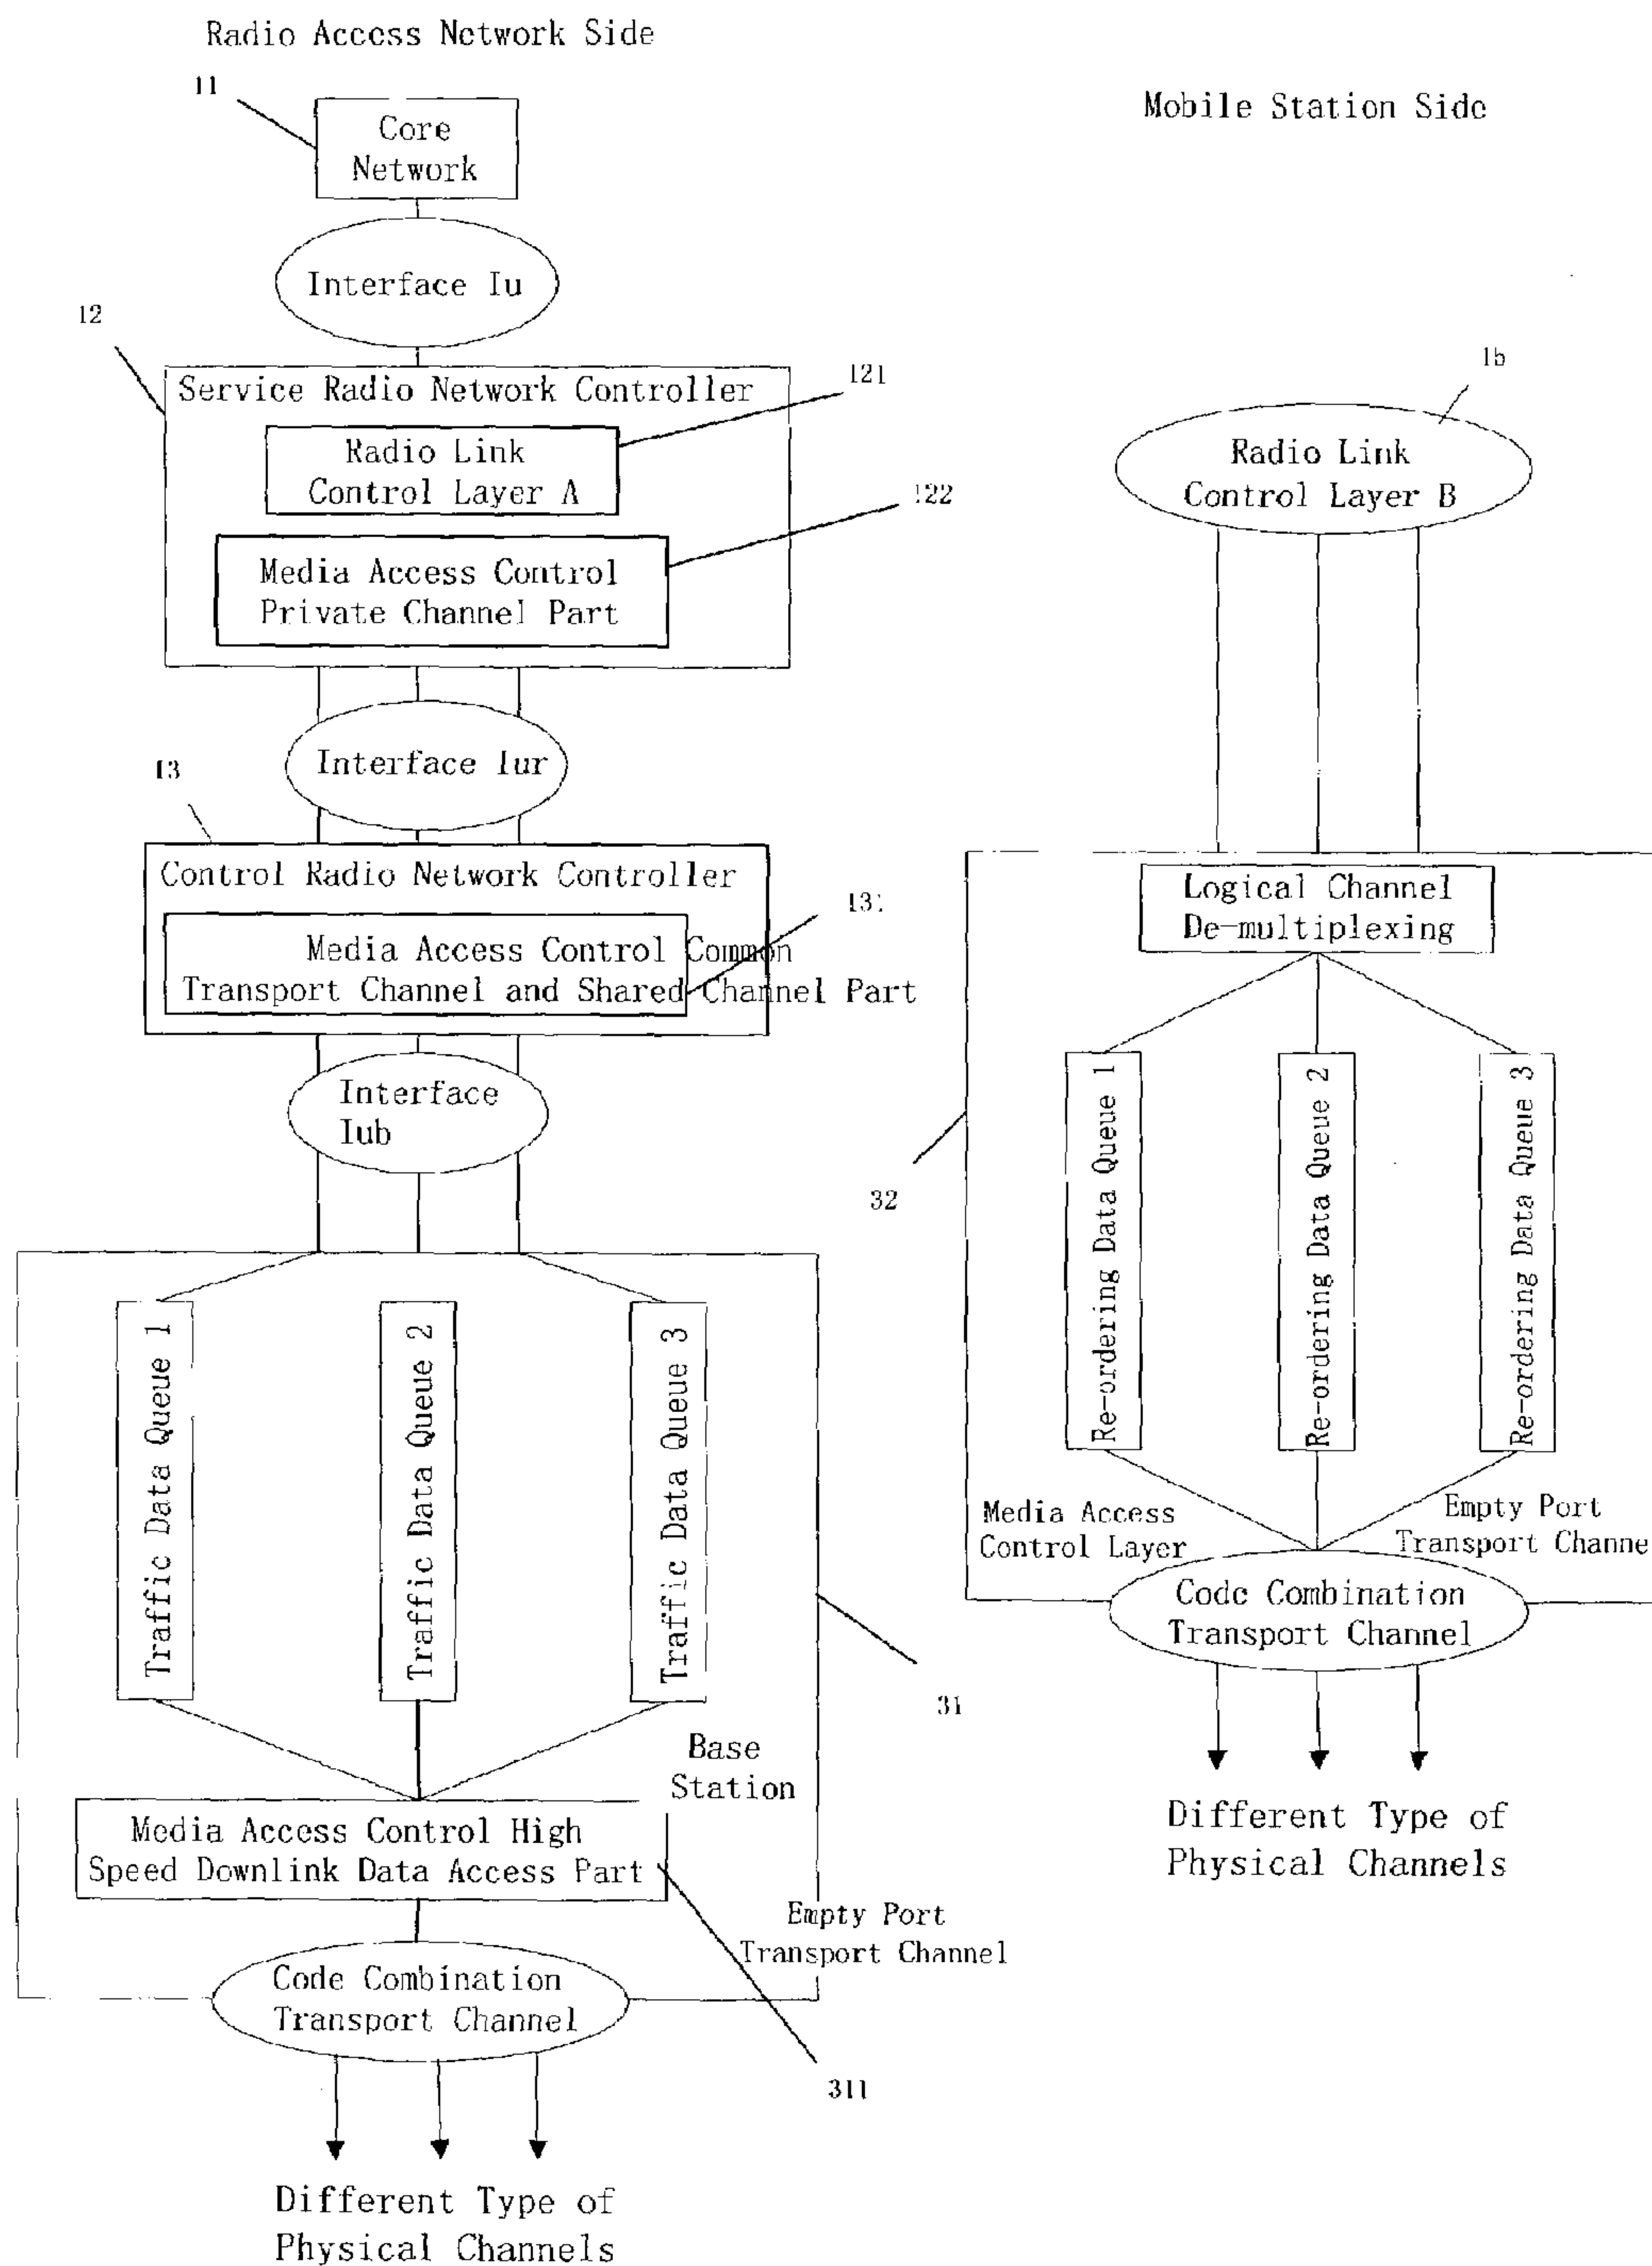 Radio Access Network Side
11
Core
Network
Interface Iu
12
Service Radio Network Controller
121
Radio Link
Control Layer A
122
Media Access Control
Private Channel Part
Interface Iur
13
Control Radio Network Controller
131
Media Access Control Common
Transport Channel and Shared Channel Part
Interface
Iub
Traffic Data Queue 1
Traffic Data Queue 2
Traffic Data Queue 3
31
Base
Station
Media Access Control High
Speed Downlink Data Access Part
Empty Port
Transport Channel
Code Combination
Transport Channel
311
Different Type of
Physical Channels
Mobile Station Side
1b
Radio Link
Control Layer B
Logical Channel
De-multiplexing
32
Re-ordering Data Queue 1
Re-ordering Data Queue 2
Re-ordering Data Queue 3
Media Access
Control Layer
Empty Port
Transport Channe
Code Combination
Transport Channel
Different Type of
Physical Channels